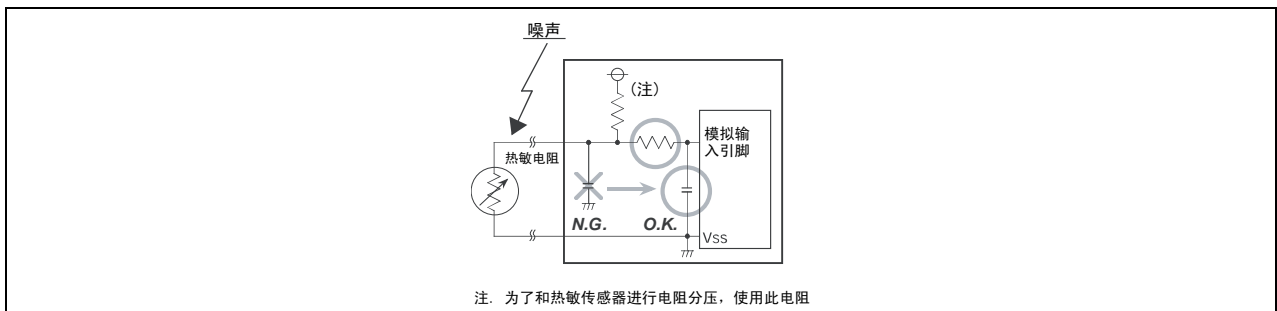 噪声
(注)
模拟输
入引脚
热敏电阻
N.G.
O.K.
Vss
注. 为了和热敏传感器进行电阻分压，使用此电阻